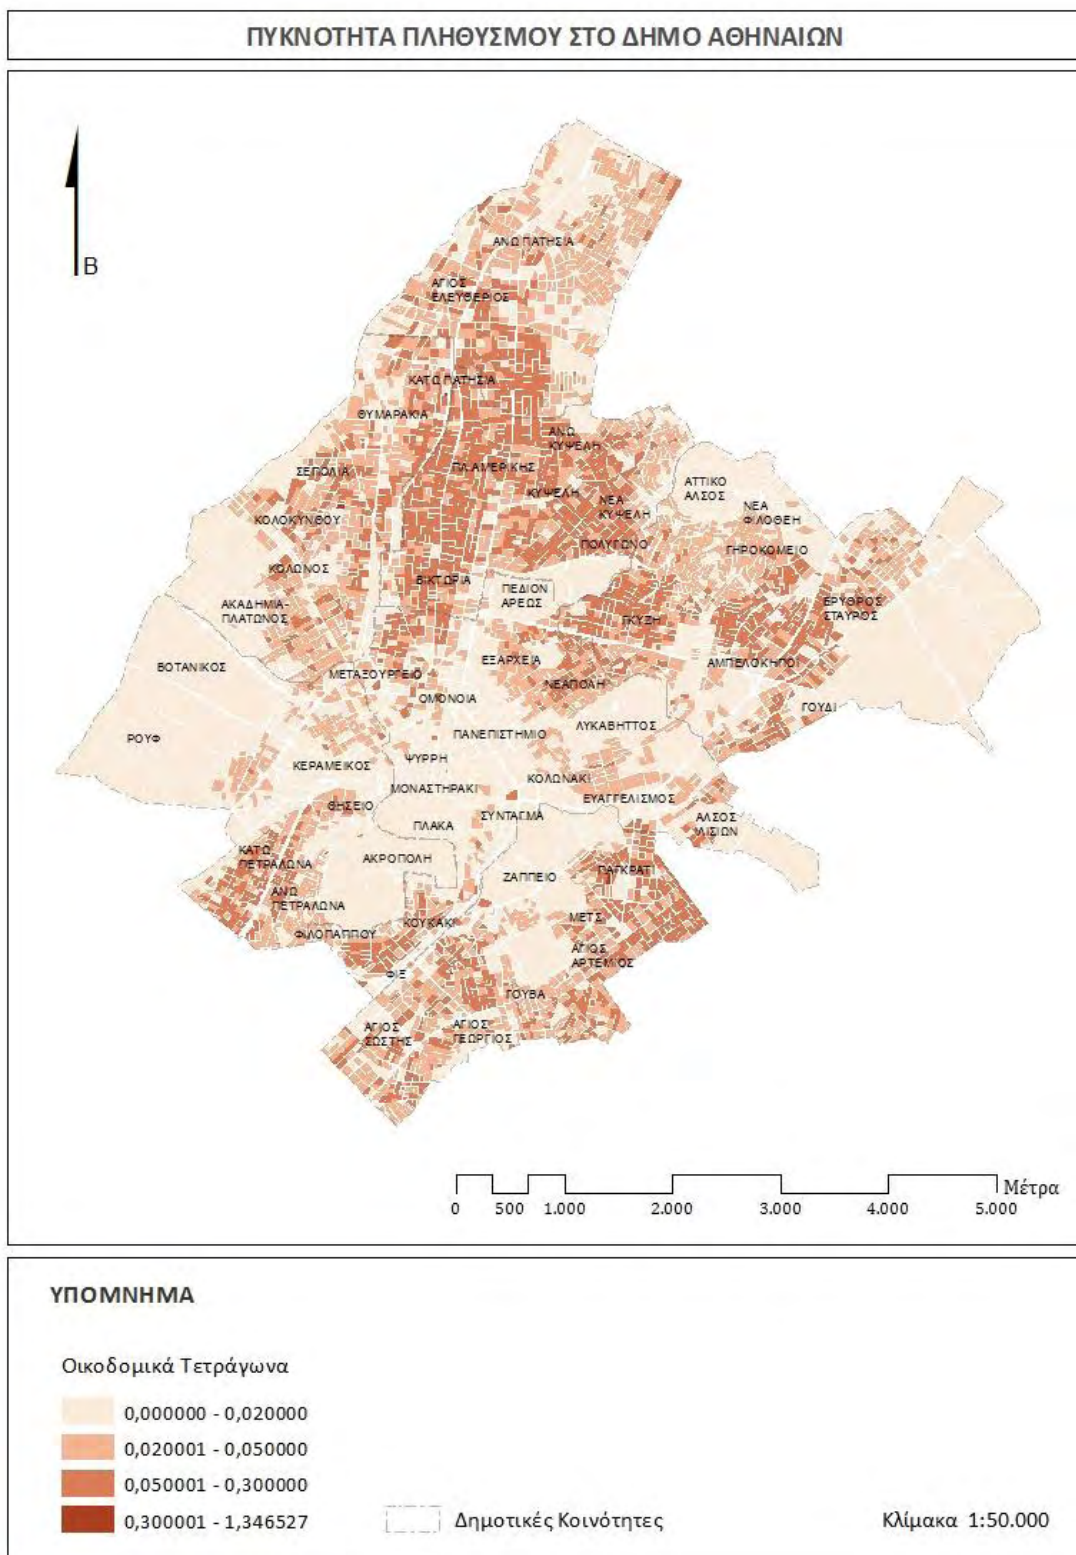 ΠΥΚΝΟΤΗΤΑ ΠΛΗΘΥΣΜΟΥ ΣΤΟ ΔΗΜΟ ΑΘΗΝΑΙΩΝ
Β
ΑΝΩ ΠΑΤΗΣΙΑ
ΑΓΙΟΣ
ΕΛΕΥΘΕΡΙΟΣ
ΚΑΤΩ ΠΑΤΗΣΙΑ
ΘΥΜΑΡΑΚΙΑ
ΑΝΩ
ΚΥΨΕΛΗ
ΣΕΠΟΛΙΑ
ΠΛ.ΑΜΕΡΙΚΗΣ
ΑΤΤΙΚΟ
ΑΛΣΟΣ
ΚΥΨΕΛΗ
ΝΕΑ
ΚΥΨΕΛΗ
ΝΕΑ
ΦΙΛΟΘΕΗ
ΚΟΛΟΚΥΝΘΟΥ
ΠΟΛΥΓΩΝΟ
ΓΗΡΟΚΟΜΕΙΟ
ΚΟΛΩΝΟΣ
ΒΙΚΤΩΡΙΑ
ΠΕΔΙΟΝ
ΑΡΕΩΣ
ΑΚΑΔΗΜΙΑ-
ΠΛΑΤΩΝΟΣ
ΓΚΥΖΗ
ΕΡΥΘΡΟΣ
ΣΤΑΥΡΟΣ
ΒΟΤΑΝΙΚΟΣ
ΜΕΤΑΞΟΥΡΓΕΙΟ
ΕΞΑΡΧΕΙΑ
ΝΕΑΠΟΛΗ
ΑΜΠΕΛΟΚΗΠΟΙ
ΟΜΟΝΟΙΑ
ΓΟΥΔΙ
ΡΟΥΦ
ΠΑΝΕΠΙΣΤΗΜΙΟ
ΛΥΚΑΒΗΤΤΟΣ
ΚΕΡΑΜΕΙΚΟΣ
ΨΥΡΡΗ
ΚΟΛΩΝΑΚΙ
ΜΟΝΑΣΤΗΡΑΚΙ
ΕΥΑΓΓΕΛΙΣΜΟΣ
ΘΗΣΕΙΟ
ΠΛΑΚΑ
ΣΥΝΤΑΓΜΑ
ΑΛΣΟΣ
ΙΛΙΣΙΩΝ
ΚΑΤΩ
ΠΕΤΡΑΛΩΝΑ
ΑΚΡΟΠΟΛΗ
ΖΑΠΠΕΙΟ
ΠΑΓΚΡΑΤΙ
ΑΝΩ
ΠΕΤΡΑΛΩΝΑ
ΦΙΛΟΠΑΠΠΟΥ
ΚΟΥΚΑΚΙ
ΜΕΤΣ
ΑΓΙΟΣ
ΑΡΤΕΜΙΟΣ
ΦΙΞ
ΓΟΥΒΑ
ΑΓΙΟΣ
ΣΩΣΤΗΣ
ΑΓΙΟΣ
ΓΕΩΡΓΙΟΣ
Μέτρα
0 500 1.000 2.000 3.000 4.000 5.000
ΥΠΟΜΝΗΜΑ
Οικοδομικά Τετράγωνα
0,000000 - 0,020000
0,020001 - 0,050000
0,050001 - 0,300000
0,300001 - 1,346527
Δημοτικές Κοινότητες
Κλίμακα 1:50.000